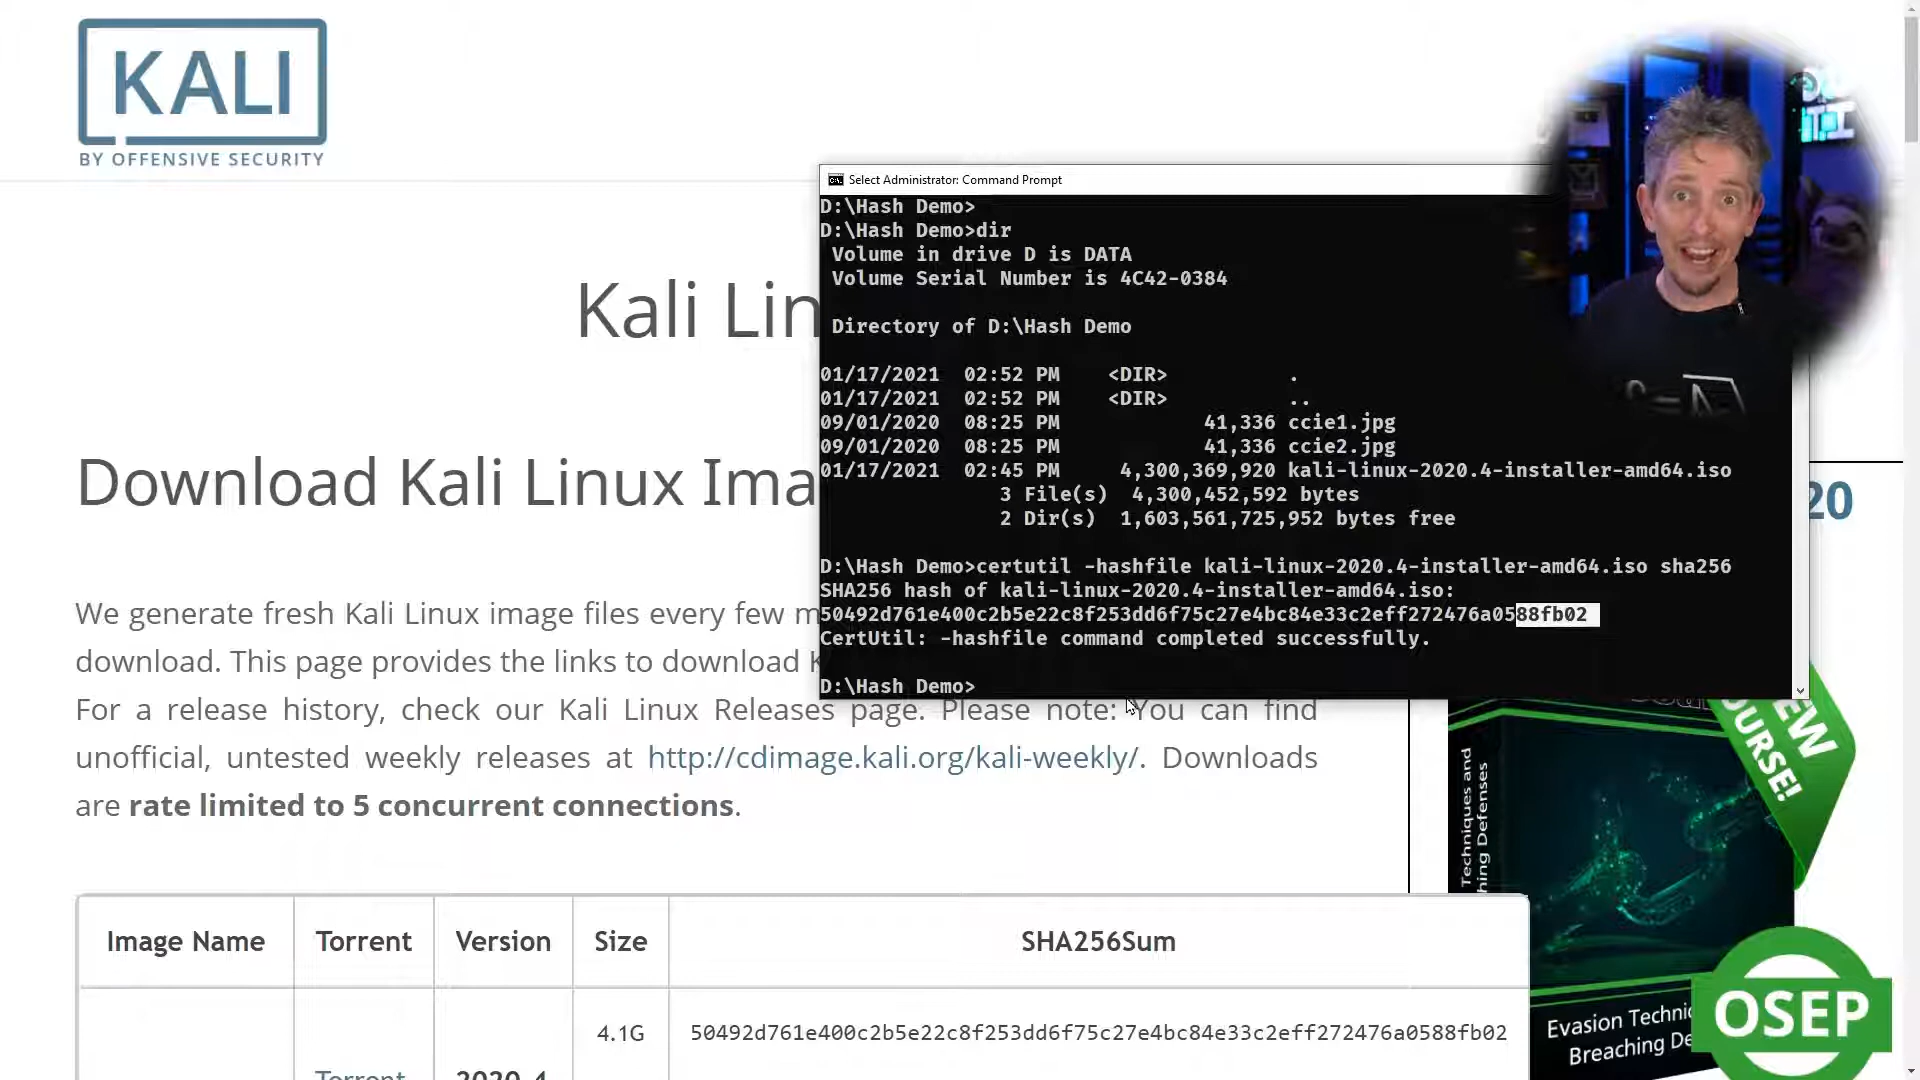 KALI
BY OFFENSIVE SECURITY
Kali Lin
Download Kali Linux Ima
We generate fresh Kali Linux image files every few m
download. This page provides the links to download K
For a release history, check our Kali Linux Releases page. Please note: You can find
unofficial, untested weekly releases at http://cdimage.kali.org/kali-weekly/. Downloads
are rate limited to 5 concurrent connections.
Image Name Torrent Version Size SHA256Sum
4.1G 50492d761e400c2b5e22c8f253dd6f75c27e4bc84e33c2eff272476a0588fb02
Torrent 2020.4
Select Administrator: Command Prompt
D:\Hash Demo>
D:\Hash Demo>dir
Volume in drive D is DATA
Volume Serial Number is 4C42-0384
Directory of D:\Hash Demo
01/17/2021 02:52 PM <DIR> .
01/17/2021 02:52 PM <DIR> ..
09/01/2020 08:25 PM 41,336 ccie1.jpg
09/01/2020 08:25 PM 41,336 ccie2.jpg
01/17/2021 02:45 PM 4,300,369,920 kali-linux-2020.4-installer-amd64.iso
3 File(s) 4,300,452,592 bytes
2 Dir(s) 1,603,561,725,952 bytes free
D:\Hash Demo>certutil -hashfile kali-linux-2020.4-installer-amd64.iso sha256
SHA256 hash of kali-linux-2020.4-installer-amd64.iso:
50492d761e400c2b5e22c8f253dd6f75c27e4bc84e33c2eff272476a0588fb02
CertUtil: -hashfile command completed successfully.
D:\Hash Demo>
20
EW
OURSE!
Techniques and
hing Defenses
Evasion Techni
Breaching De
OSEP